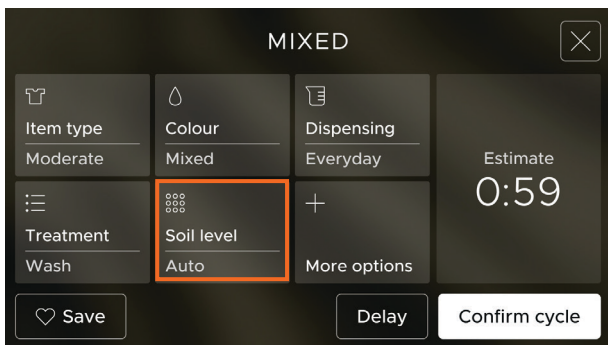 MIXED
Item type
Moderate
Colour
Mixed
Dispensing
Everyday
Estimate
0:59
Treatment
Wash
Soil level
Auto
More options
Save
Delay
Confirm cycle